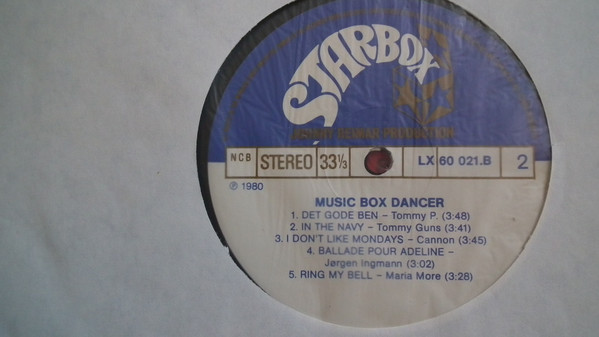 STARBOX
DENMARK PRODUCTION
NCB STEREO 33⅓ LX 60 021.B 2
℗ 1980
MUSIC BOX DANCER
1. DET GODE BEN – Tommy P. (3:48)
2. IN THE NAVY – Tommy Guns (3:41)
3. I DON'T LIKE MONDAYS – Cannon (3:45)
4. BALLADE POUR ADELINE –
Jørgen Ingmann (3:02)
5. RING MY BELL – Maria More (3:28)